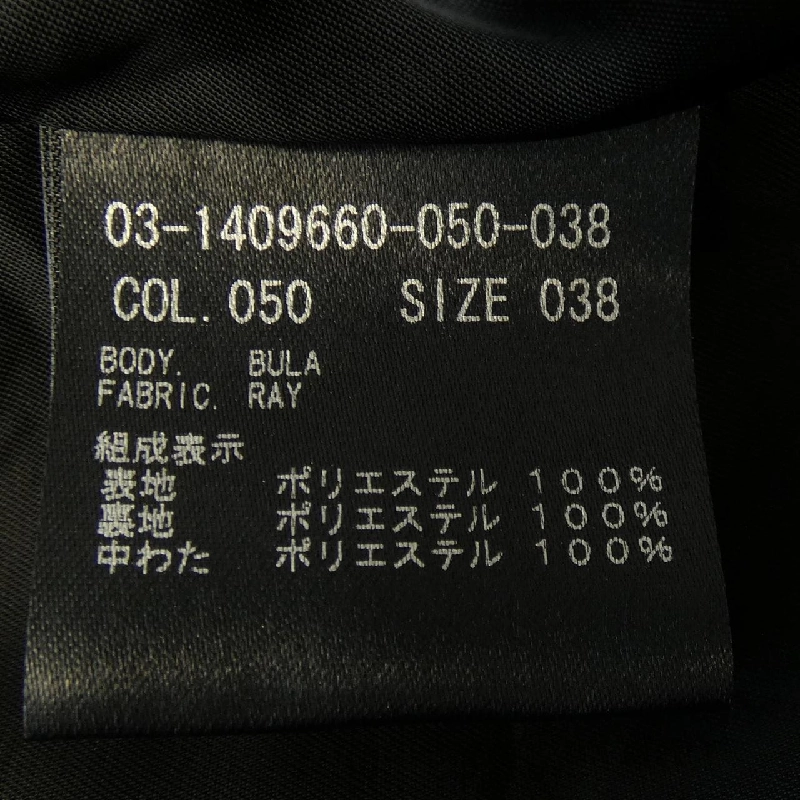 03-1409660-050-038
COL. 050 SIZE 038
BODY. BULA
FABRIC. RAY
組成表示
表地 ポリエステル 100%
裏地 ポリエステル 100%
中わた ポリエステル 100%